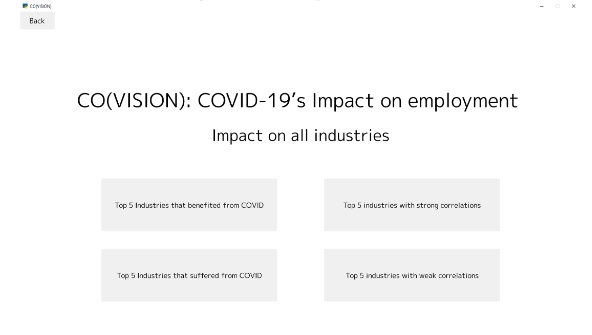 CO(VISION)
Back
CO(VISION): COVID-19's Impact on employment
Impact on all industries
Top 5 Industries that benefited from COVID
Top 5 industries with strong correlations
Top 5 Industries that suffered from COVID
Top 5 industries with weak correlations